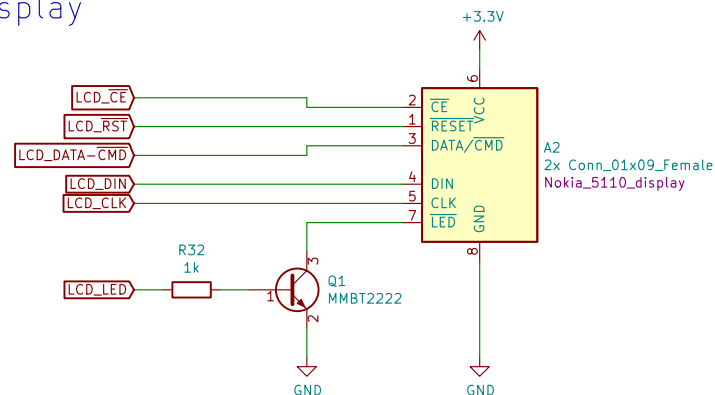 splay
+3.3V
LCD_CE
LCD_RST
LCD_DATA-CMD
LCD_DIN
LCD_CLK
LCD_LED
R32
1k
2
1
3
4
5
7
6
8
CE
RESET
DATA/CMD
DIN
CLK
LED
VCC
GND
A2
2x Conn_01x09_Female
Nokia_5110_display
3
1
2
Q1
MMBT2222
GND
GND